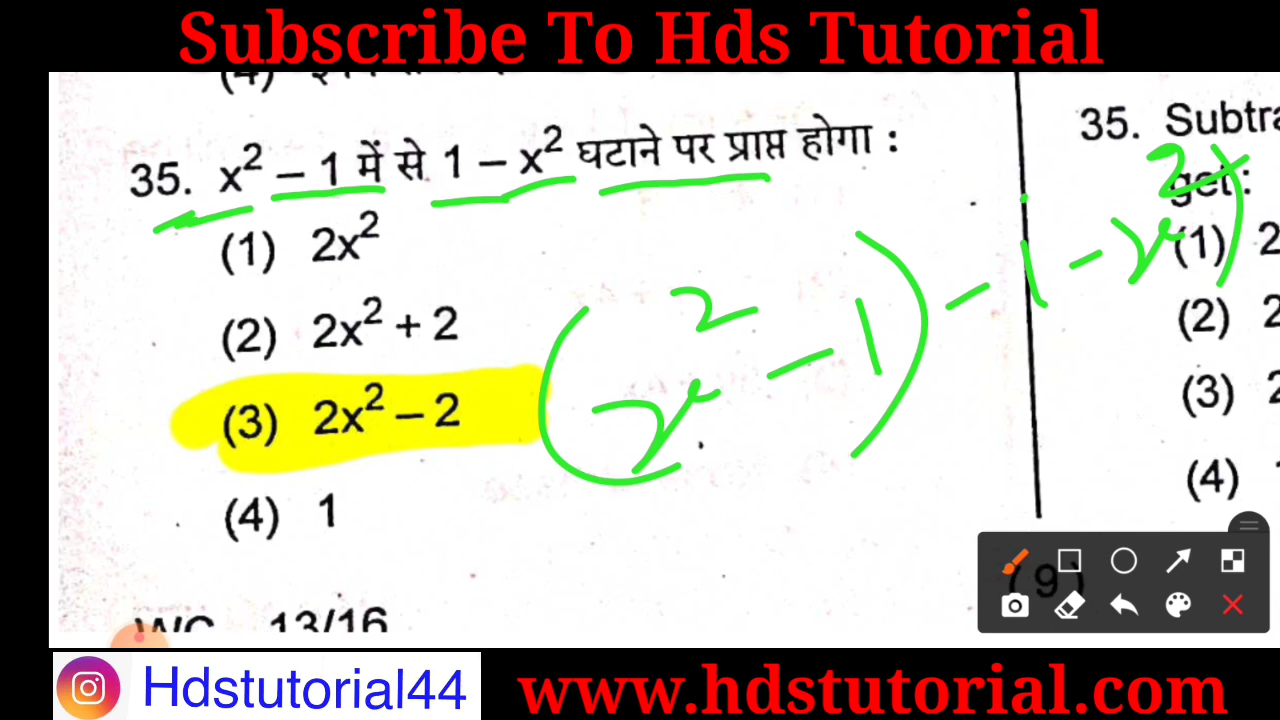 Subscribe To Hds Tutorial
35. x² – 1 में से 1 – x² घटाने पर प्राप्त होगा :
(1) 2x²
(2) 2x² + 2
(3) 2x² – 2
(4) 1
(x² – 1) – 1 – x²)
35. Subtra
get :
(1) 2
(2) 2
(3) 2
(4)
(9)
13/16
Hdstutorial44
www.hdstutorial.com